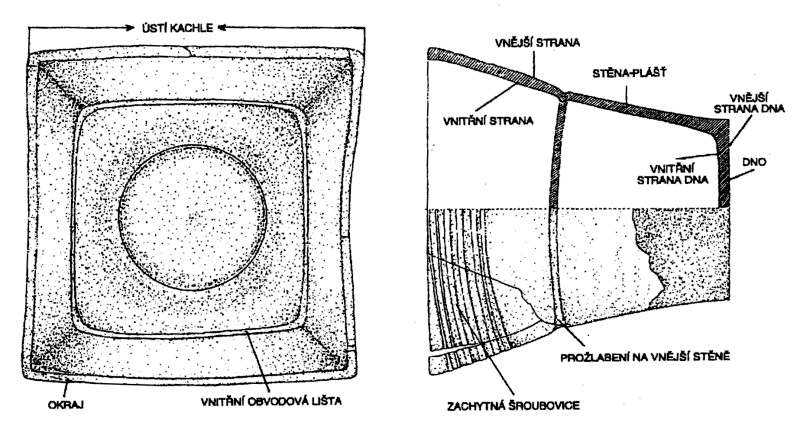 ÚSTÍ KACHLE
OKRAJ
VNITŘNÍ OBVODOVÁ LIŠTA
VNĚJŠÍ STRANA
VNITŘNÍ STRANA
STĚNA-PLÁŠŤ
VNĚJŠÍ
STRANA DNA
DNO
VNITŘNÍ
STRANA DNA
PROŽLABENÍ NA VNĚJŠÍ STĚNĚ
ZACHYTNÁ ŠROUBOVICE